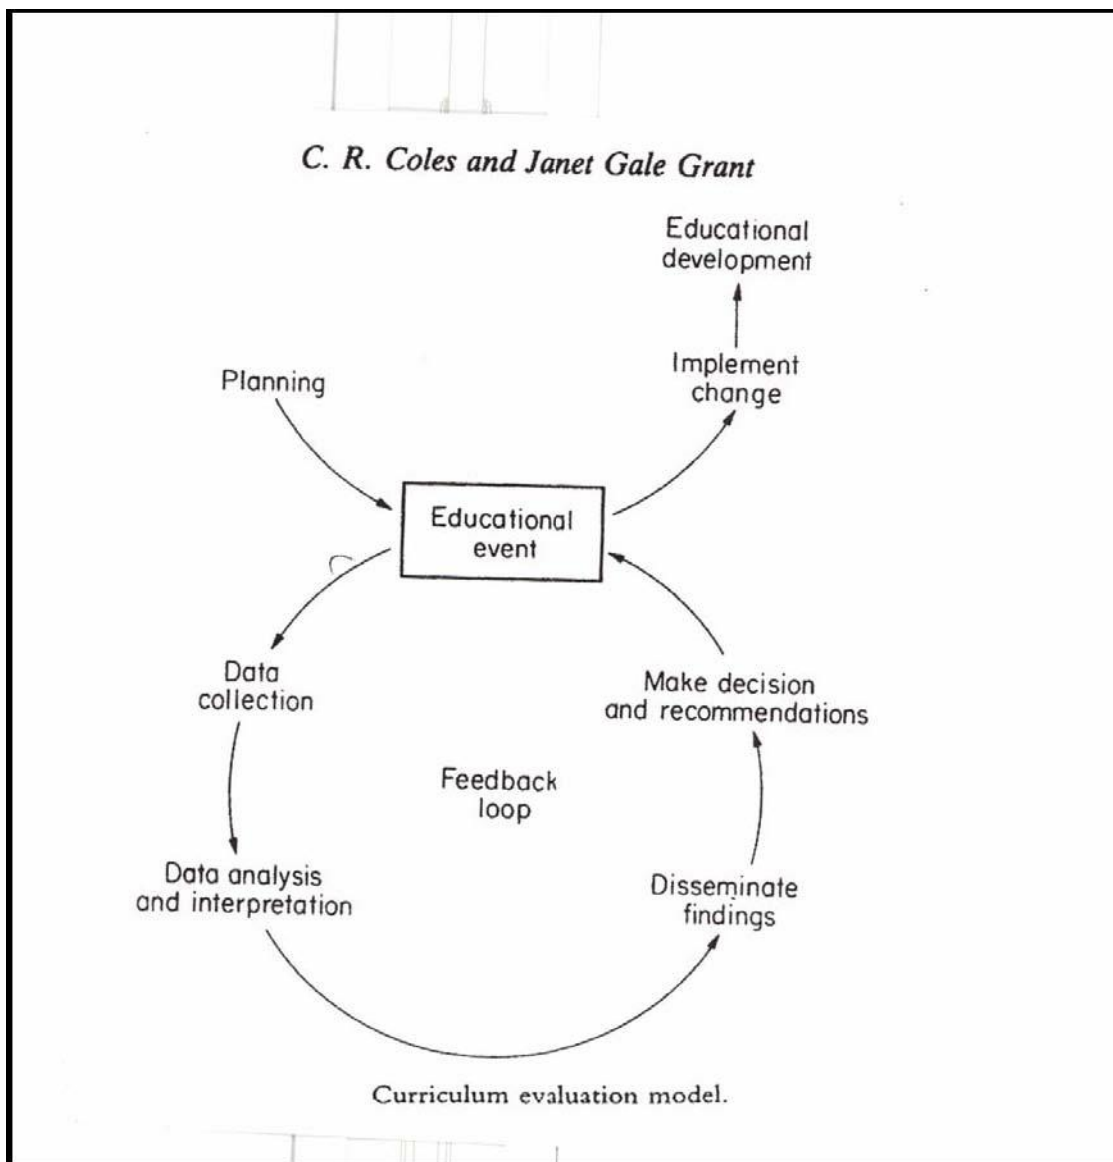 C. R. Coles and Janet Gale Grant
Educational
development
Implement
change
Planning
Educational
event
Data
collection
Make decision
and recommendations
Feedback
loop
Data analysis
and interpretation
Disseminate
findings
Curriculum evaluation model.